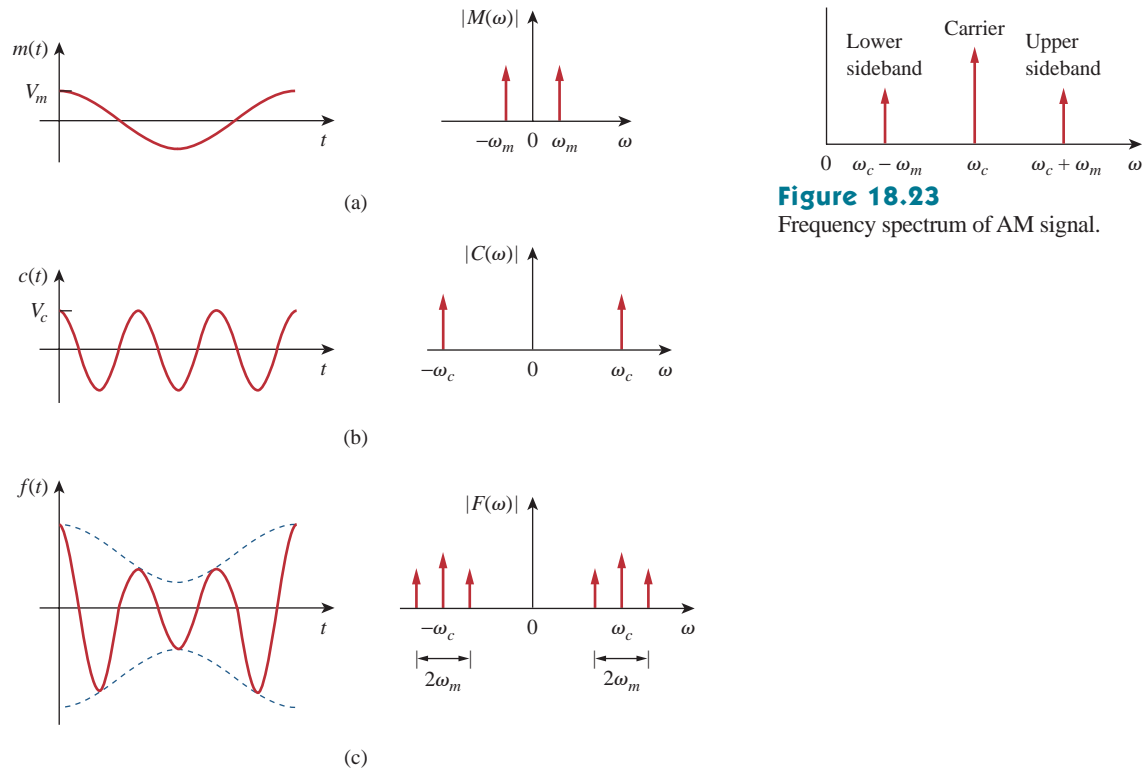 m(t)
V_m
t
|M(ω)|
−ω_m 0 ω_m ω
(a)
c(t)
V_c
t
|C(ω)|
−ω_c 0 ω_c ω
(b)
f(t)
t
|F(ω)|
−ω_c 0 ω_c ω
2ω_m 2ω_m
(c)
Lower
sideband
Carrier
Upper
sideband
0 ω_c − ω_m ω_c ω_c + ω_m ω
Figure 18.23
Frequency spectrum of AM signal.